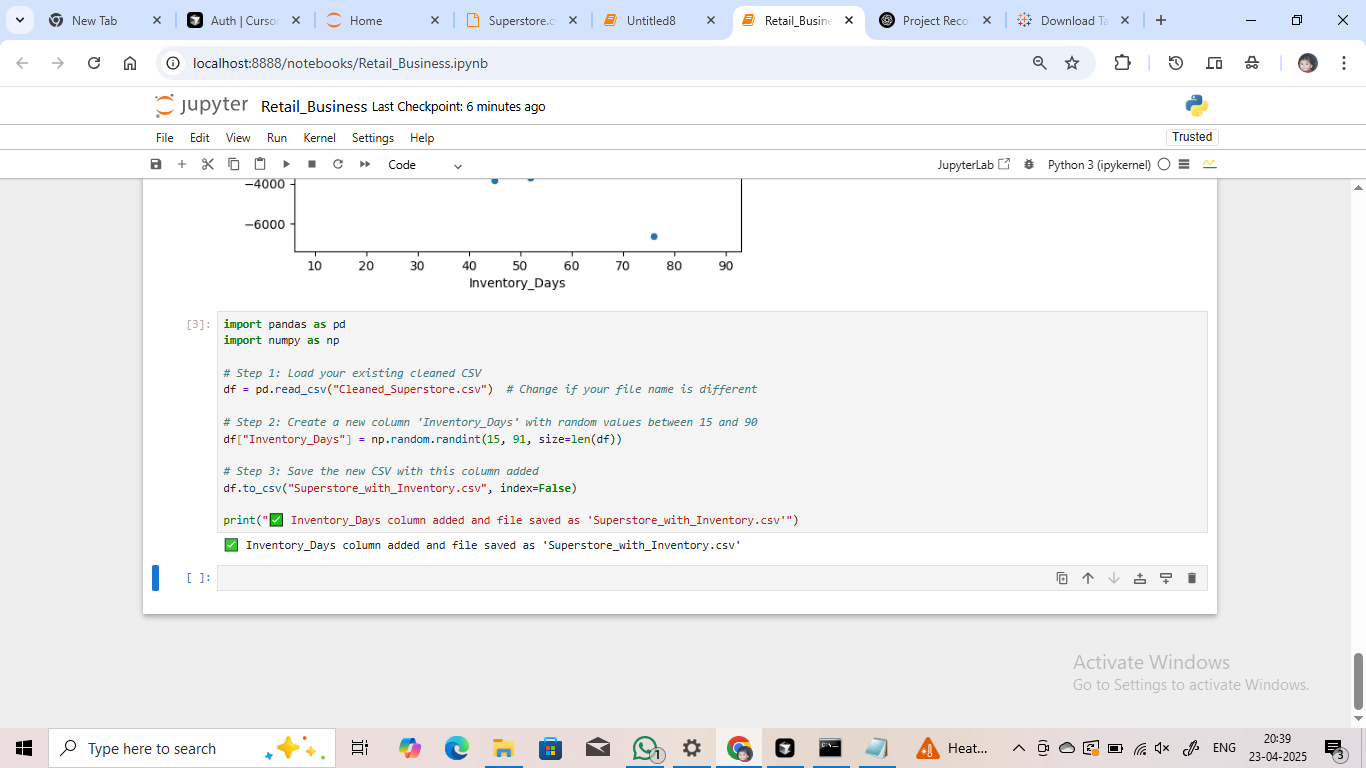 New Tab
Auth | Curso
Home
Superstore.c
Untitled8
Retail_Busine
Project Reco
Download Ta
localhost:8888/notebooks/Retail_Business.ipynb
jupyter Retail_Business Last Checkpoint: 6 minutes ago
File Edit View Run Kernel Settings Help
Trusted
Code
JupyterLab
Python 3 (ipykernel)
−4000
−6000
10 20 30 40 50 60 70 80 90
Inventory_Days
[3]:
import pandas as pd
import numpy as np
# Step 1: Load your existing cleaned CSV
df = pd.read_csv("Cleaned_Superstore.csv")  # Change if your file name is different
# Step 2: Create a new column 'Inventory_Days' with random values between 15 and 90
df["Inventory_Days"] = np.random.randint(15, 91, size=len(df))
# Step 3: Save the new CSV with this column added
df.to_csv("Superstore_with_Inventory.csv", index=False)
print("✅ Inventory_Days column added and file saved as 'Superstore_with_Inventory.csv'")
✅ Inventory_Days column added and file saved as 'Superstore_with_Inventory.csv'
[ ]:
Activate Windows
Go to Settings to activate Windows.
Type here to search
1
Heat...
ENG
20:39
23-04-2025
3